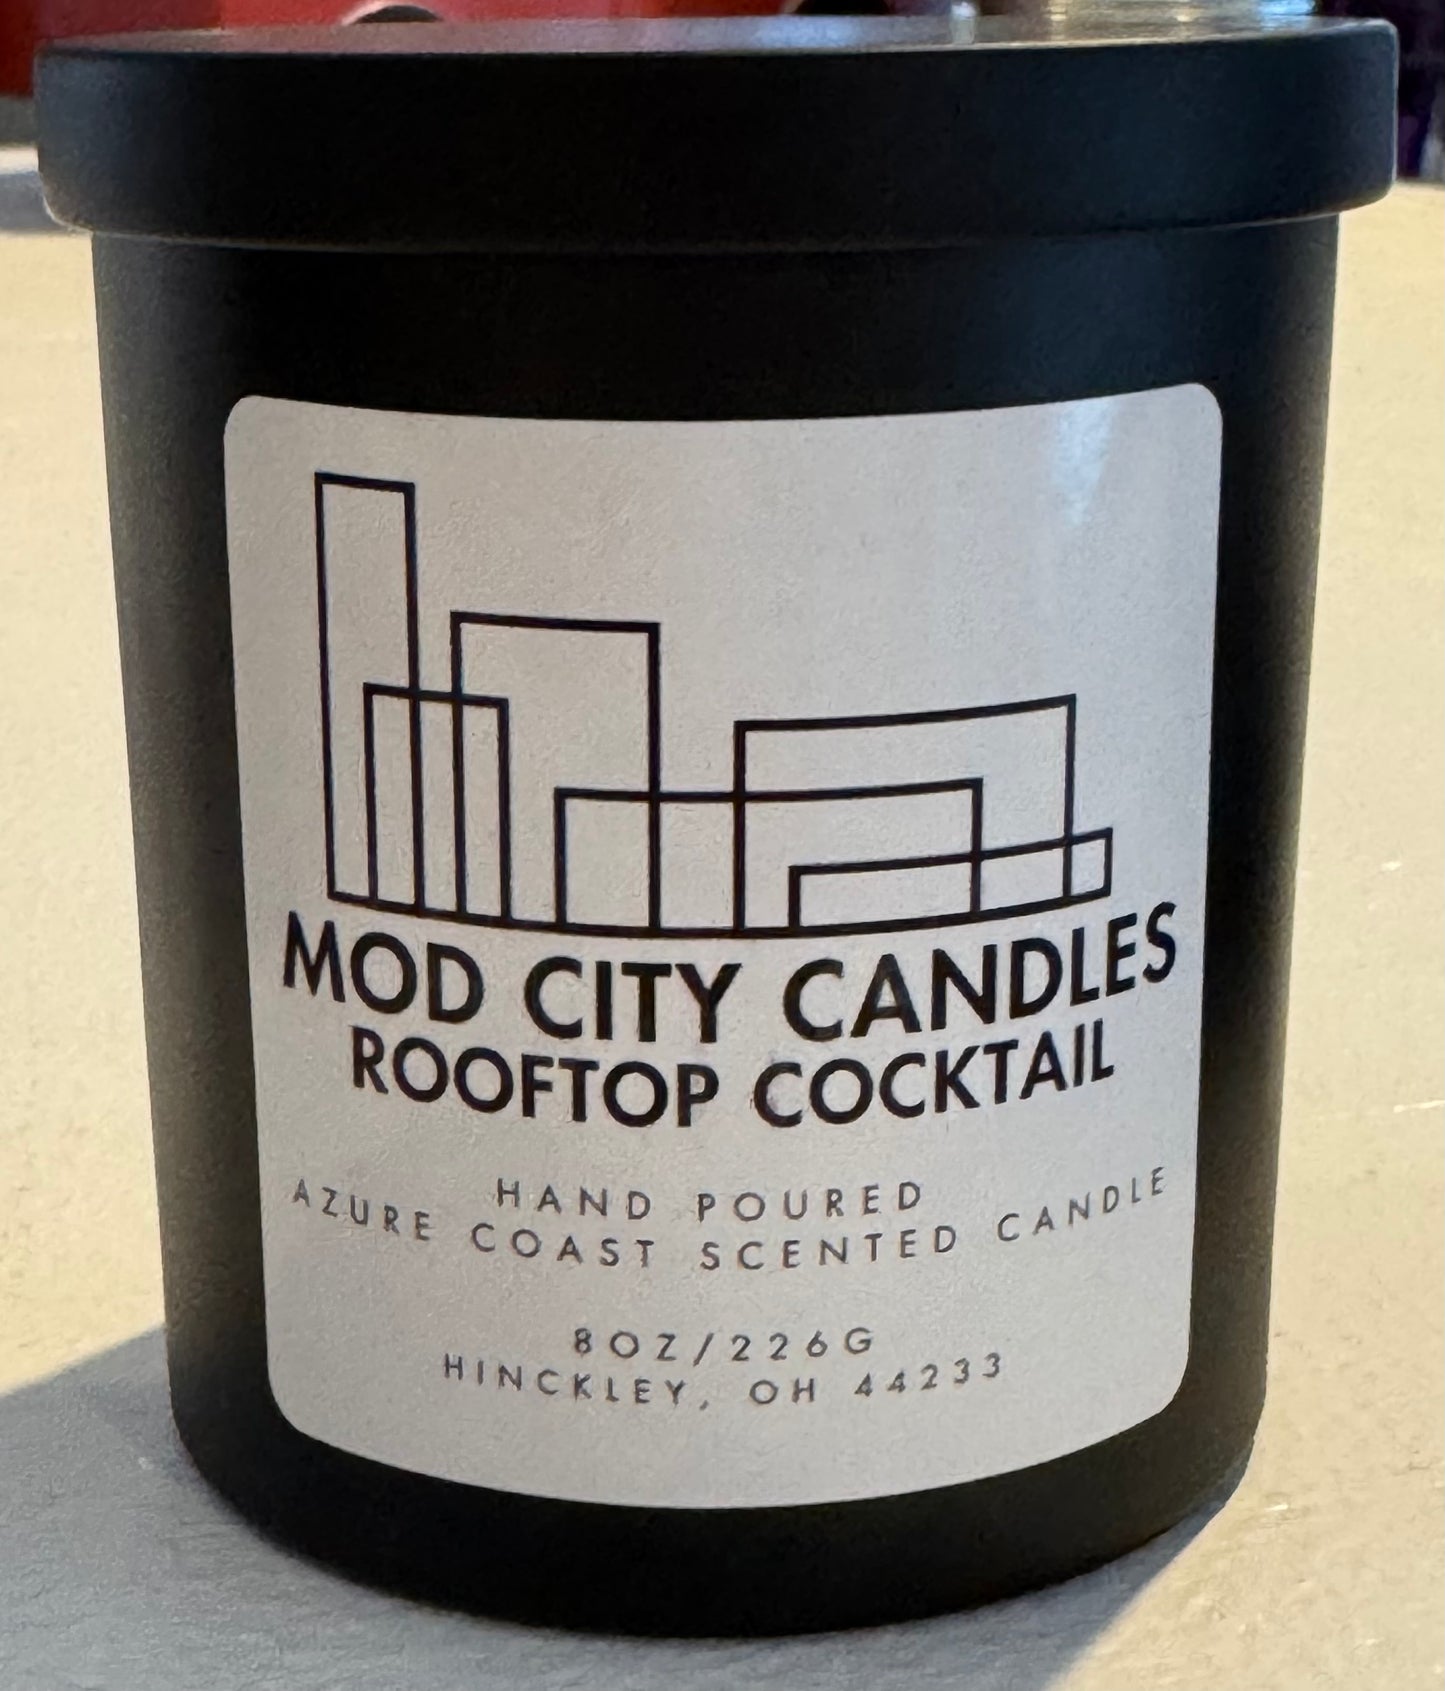 MOD CITY CANDLES
ROOFTOP COCKTAIL
HAND POURED
AZURE COAST SCENTED CANDLE
8OZ/226G
HINCKLEY, OH 44233